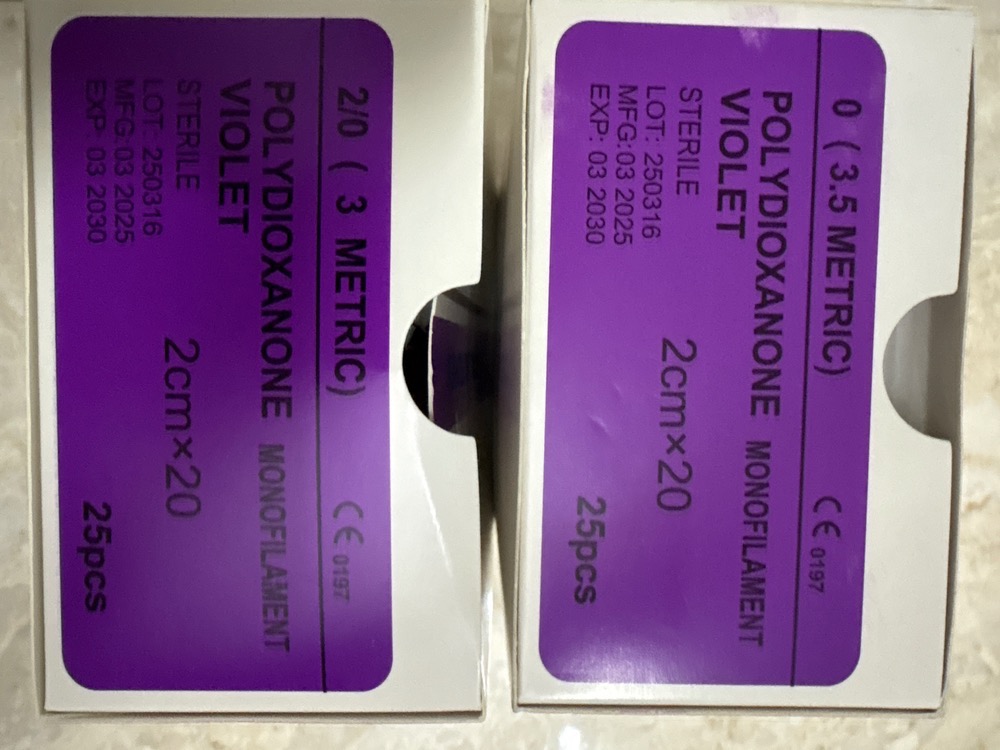 2/0 ( 3 METRIC) CE 0197
POLYDIOXANONE MONOFILAMENT
VIOLET
STERILE 2cm×20
LOT: 250316
MFG:03 2025
EXP: 03 2030 25pcs
0 ( 3.5 METRIC) CE 0197
POLYDIOXANONE MONOFILAMENT
VIOLET
STERILE 2cm×20
LOT: 250316
MFG:03 2025
EXP: 03 2030 25pcs